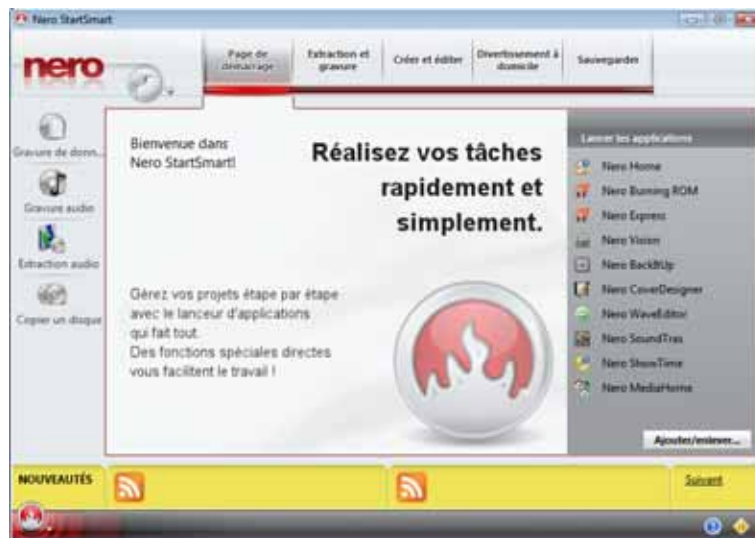 Nero StartSmart
nero
Page de
démarrage
Extraction et
gravure
Créer et éditer
Divertissement à
domicile
Sauvegarder
Gravure de donn...
Gravure audio
Extraction audio
Copier un disque
Bienvenue dans
Nero StartSmart!
Réalisez vos tâches
rapidement et
simplement.
Gérez vos projets étape par étape
avec le lanceur d'applications
qui fait tout.
Des fonctions spéciales directes
vous facilitent le travail !
Lancer les applications
Nero Home
Nero Burning ROM
Nero Express
Nero Vision
Nero BackItUp
Nero CoverDesigner
Nero WaveEditor
Nero SoundTrax
Nero ShowTime
Nero MediaHome
Ajouter/enlever...
NOUVEAUTÉS
Suivant